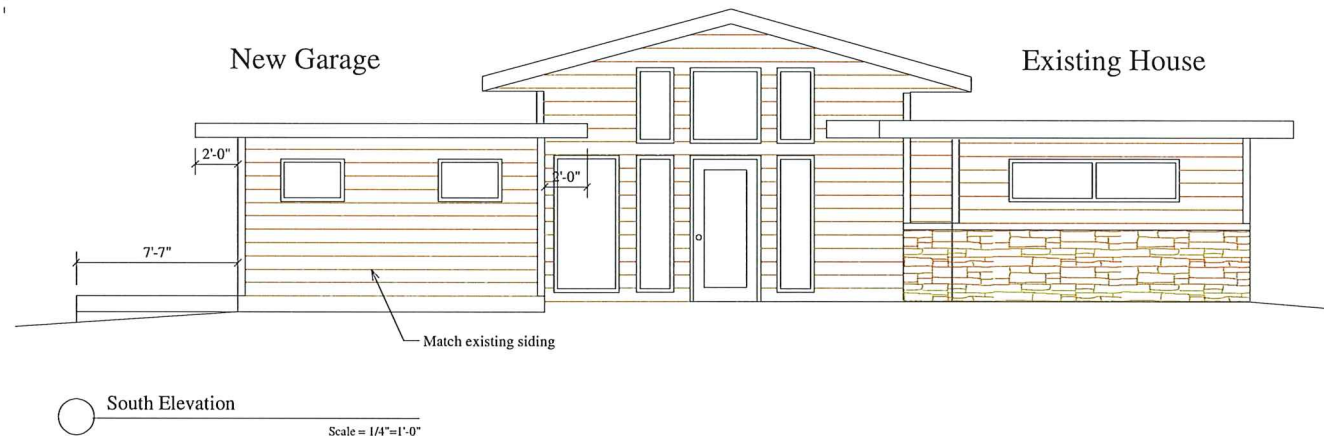 New Garage
Existing House
2'-0"
2'-0"
7'-7"
Match existing siding
South Elevation
Scale = 1/4"=1'-0"